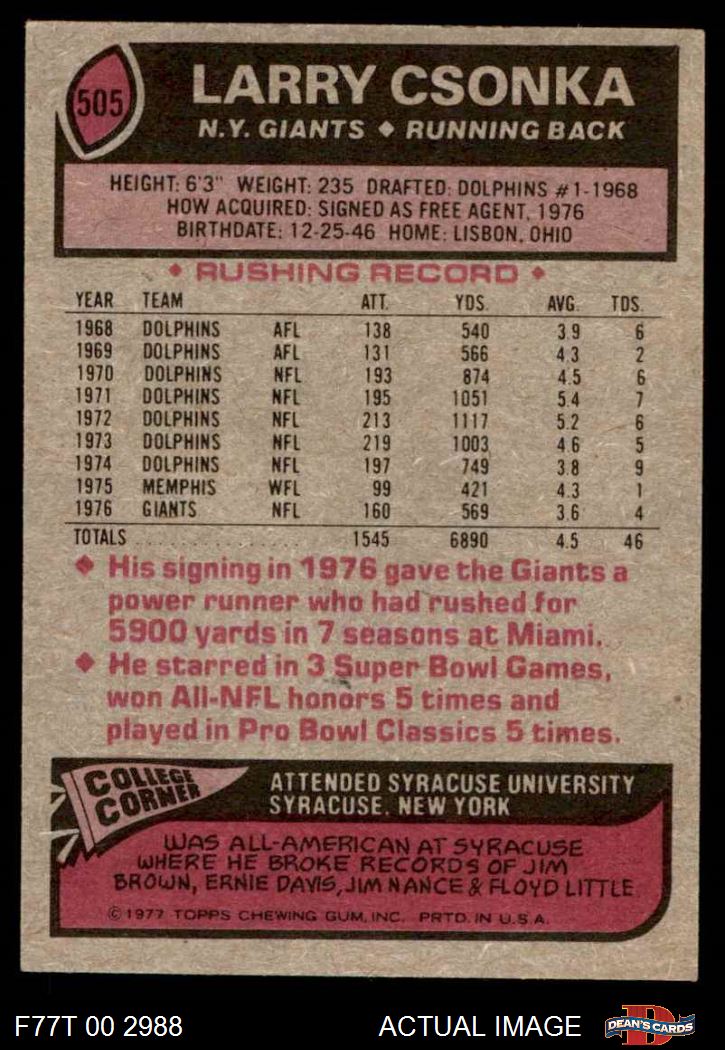 505
LARRY CSONKA
N.Y. GIANTS ♦ RUNNING BACK
HEIGHT: 6'3" WEIGHT: 235 DRAFTED: DOLPHINS #1-1968
HOW ACQUIRED: SIGNED AS FREE AGENT, 1976
BIRTHDATE: 12-25-46 HOME: LISBON, OHIO
♦ RUSHING RECORD ♦
YEAR TEAM ATT. YDS. AVG. TDS.
1968 DOLPHINS AFL 138 540 3.9 6
1969 DOLPHINS AFL 131 566 4.3 2
1970 DOLPHINS NFL 193 874 4.5 6
1971 DOLPHINS NFL 195 1051 5.4 7
1972 DOLPHINS NFL 213 1117 5.2 6
1973 DOLPHINS NFL 219 1003 4.6 5
1974 DOLPHINS NFL 197 749 3.8 9
1975 MEMPHIS WFL 99 421 4.3 1
1976 GIANTS NFL 160 569 3.6 4
TOTALS . . . . . . . . . . . . . . . . 1545 6890 4.5 46
♦ His signing in 1976 gave the Giants a
power runner who had rushed for
5900 yards in 7 seasons at Miami.
♦ He starred in 3 Super Bowl Games,
won All-NFL honors 5 times and
played in Pro Bowl Classics 5 times.
COLLEGE
CORNER
ATTENDED SYRACUSE UNIVERSITY
SYRACUSE, NEW YORK
WAS ALL-AMERICAN AT SYRACUSE
WHERE HE BROKE RECORDS OF JIM
BROWN, ERNIE DAVIS, JIM NANCE & FLOYD LITTLE.
© 1977 TOPPS CHEWING GUM, INC. PRTD. IN U.S.A.
F77T 00 2988 ACTUAL IMAGE
D
DEAN'S CARDS